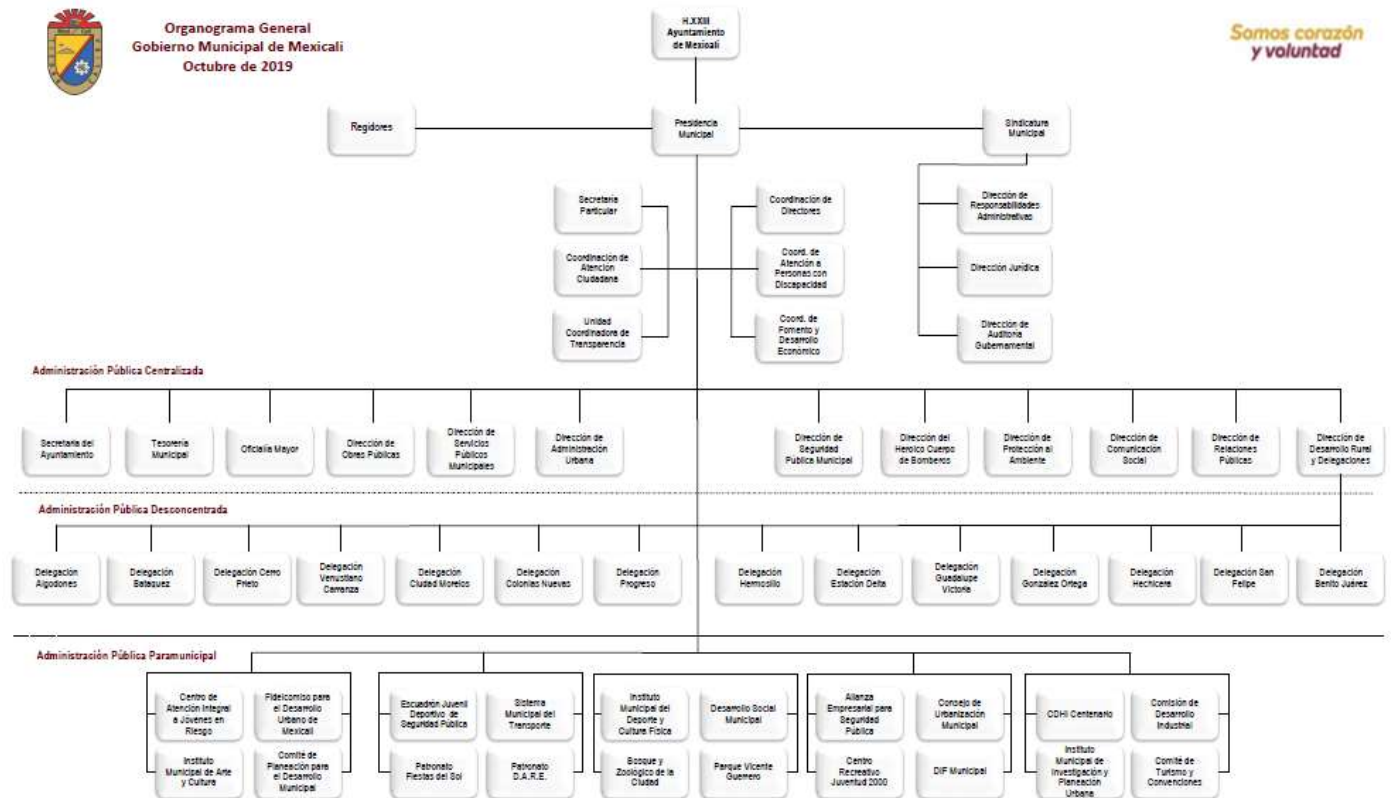 Organograma General
Gobierno Municipal de Mexicali
Octubre de 2019
H.XXIII
Ayuntamiento
de Mexicali
Somos corazón
y voluntad
Regidores
Presidencia
Municipal
Sindicatura
Municipal
Secretaría
Particular
Coordinación de
Directores
Dirección de
Responsabilidades
Administrativas
Coordinación de
Atención
Ciudadana
Coord. de
Atención a
Personas con
Discapacidad
Dirección Jurídica
Unidad
Coordinadora de
Transparencia
Coord. de
Fomento y
Desarrollo
Económico
Dirección de
Auditoría
Gubernamental
Administración Pública Centralizada
Secretaría del
Ayuntamiento
Tesorería
Municipal
Oficialía Mayor
Dirección de
Obras Públicas
Dirección de
Servicios
Públicos
Municipales
Dirección de
Administración
Urbana
Dirección de
Seguridad
Pública Municipal
Dirección del
Heroico Cuerpo
de Bomberos
Dirección de
Protección al
Ambiente
Dirección de
Comunicación
Social
Dirección de
Relaciones
Públicas
Dirección de
Desarrollo Rural
y Delegaciones
Administración Pública Desconcentrada
Delegación
Algodones
Delegación
Bataquez
Delegación Cerro
Prieto
Delegación
Venustiano
Carranza
Delegación
Ciudad Morelos
Delegación
Colonias Nuevas
Delegación
Progreso
Delegación
Hermosillo
Delegación
Estación Delta
Delegación
Guadalupe
Victoria
Delegación
González Ortega
Delegación
Hechicera
Delegación San
Felipe
Delegación
Benito Juárez
Administración Pública Paramunicipal
Centro de
Atención Integral
a Jóvenes en
Riesgo
Fideicomiso para
el Desarrollo
Urbano de
Mexicali
Escuadrón Juvenil
Deportivo de
Seguridad Pública
Sistema
Municipal del
Transporte
Instituto
Municipal del
Deporte y
Cultura Física
Desarrollo Social
Municipal
Alianza
Empresarial para
Seguridad
Pública
Consejo de
Urbanización
Municipal
CDHI Centenario
Comisión de
Desarrollo
Industrial
Instituto
Municipal de Arte
y Cultura
Comité de
Planeación para
el Desarrollo
Municipal
Patronato
Fiestas del Sol
Patronato
D.A.R.E.
Bosque y
Zoológico de la
Ciudad
Parque Vicente
Guerrero
Centro
Recreativo
Juventud 2000
DIF Municipal
Instituto
Municipal de
Investigación y
Planeación
Urbana
Comité de
Turismo y
Convenciones